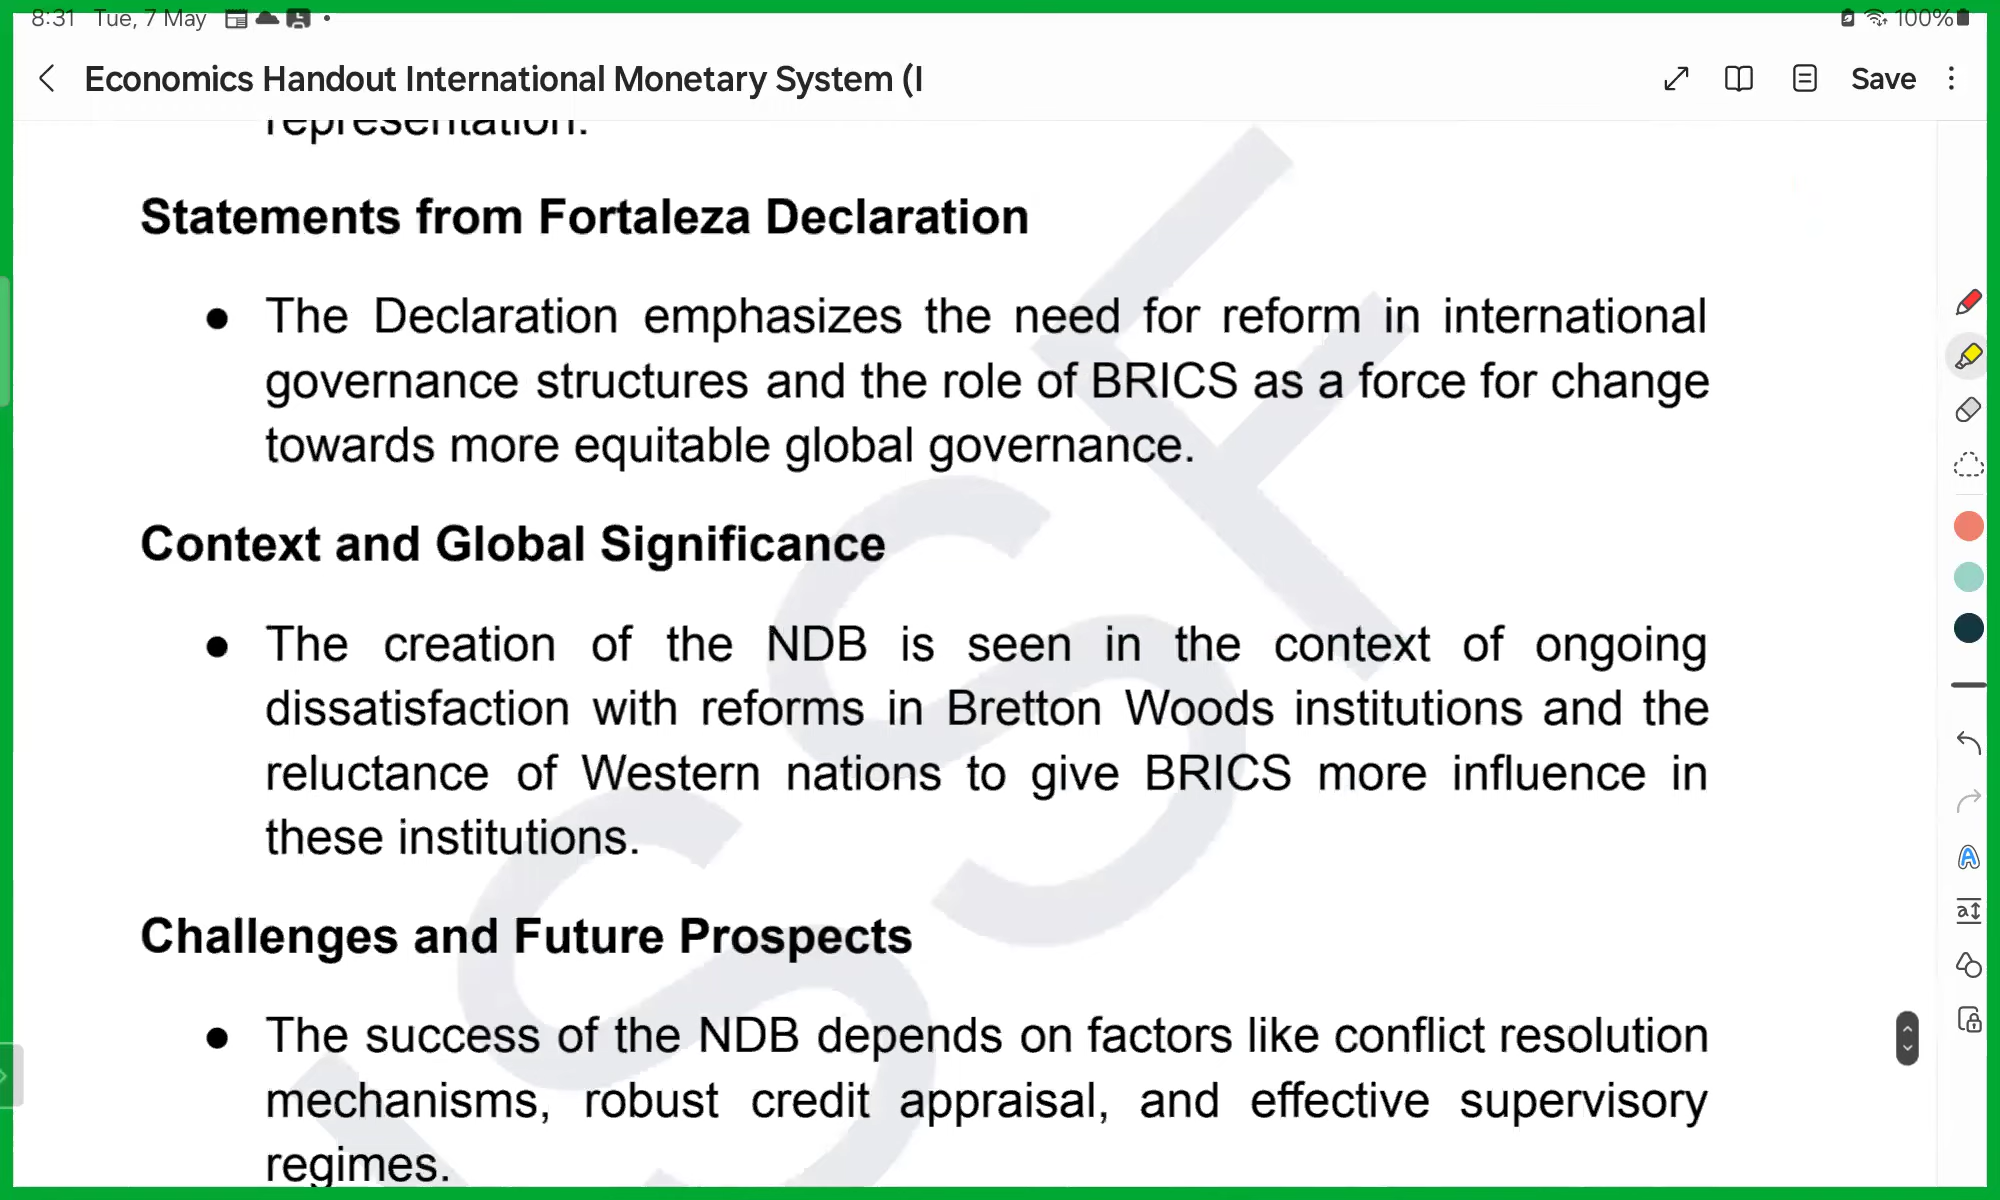 8:31 Tue, 7 May
100%
Economics Handout International Monetary System (I
Save
representation.
Statements from Fortaleza Declaration
● The Declaration emphasizes the need for reform in international
governance structures and the role of BRICS as a force for change
towards more equitable global governance.
Context and Global Significance
● The creation of the NDB is seen in the context of ongoing
dissatisfaction with reforms in Bretton Woods institutions and the
reluctance of Western nations to give BRICS more influence in
these institutions.
Challenges and Future Prospects
● The success of the NDB depends on factors like conflict resolution
mechanisms, robust credit appraisal, and effective supervisory
regimes.